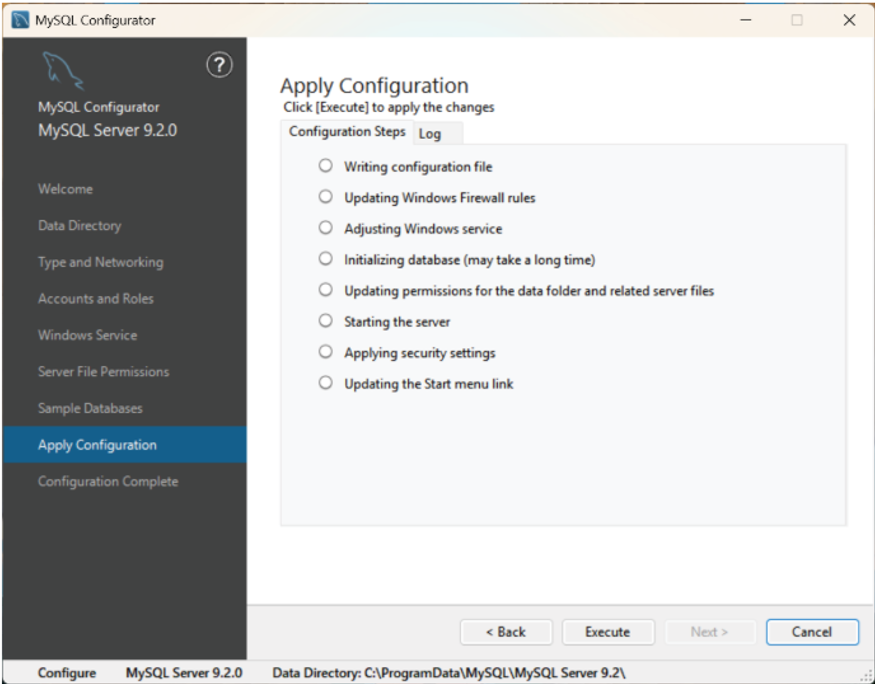 MySQL Configurator
MySQL Configurator
MySQL Server 9.2.0
Welcome
Data Directory
Type and Networking
Accounts and Roles
Windows Service
Server File Permissions
Sample Databases
Apply Configuration
Configuration Complete
?
Apply Configuration
Click [Execute] to apply the changes
Configuration Steps Log
Writing configuration file
Updating Windows Firewall rules
Adjusting Windows service
Initializing database (may take a long time)
Updating permissions for the data folder and related server files
Starting the server
Applying security settings
Updating the Start menu link
< Back Execute Next > Cancel
Configure MySQL Server 9.2.0 Data Directory: C:\ProgramData\MySQL\MySQL Server 9.2\